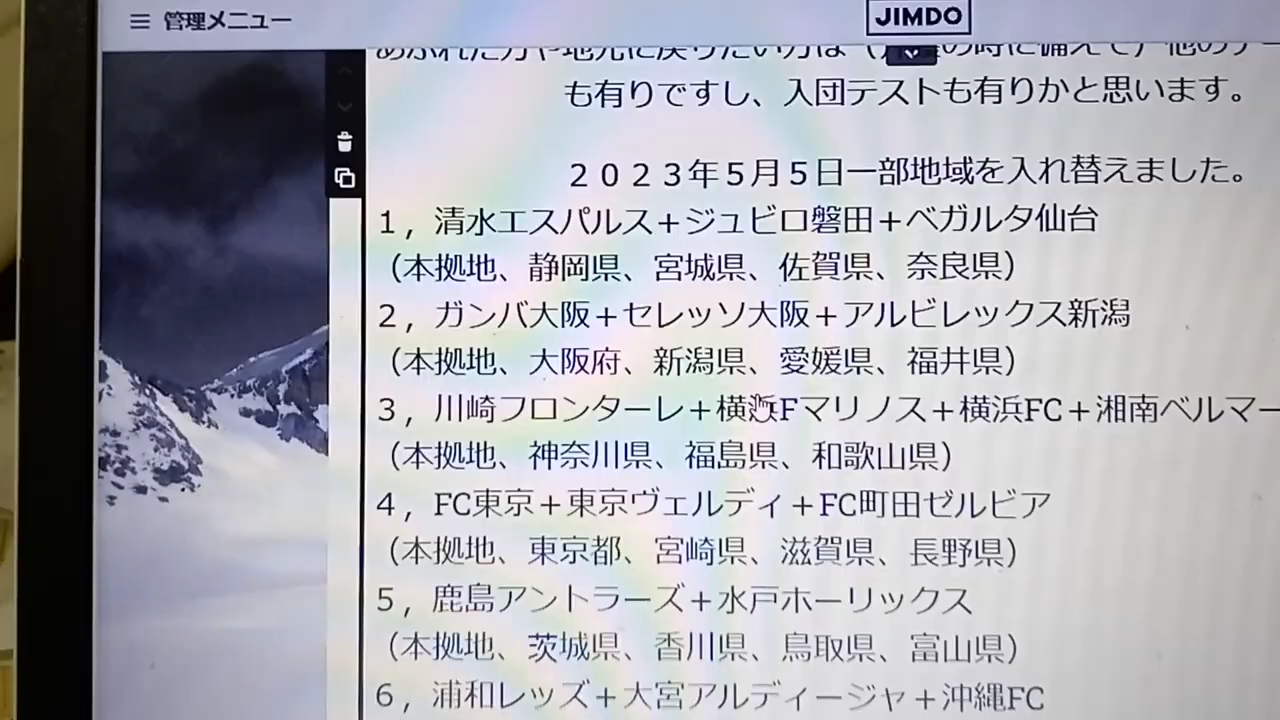 管理メニュー
JIMDO
も有りですし、入団テストも有りかと思います。
２０２３年５月５日一部地域を入れ替えました。
１，清水エスパルス＋ジュビロ磐田＋ベガルタ仙台
（本拠地、静岡県、宮城県、佐賀県、奈良県）
２，ガンバ大阪＋セレッソ大阪＋アルビレックス新潟
（本拠地、大阪府、新潟県、愛媛県、福井県）
３，川崎フロンターレ＋横浜Fマリノス＋横浜FC＋湘南ベルマー
（本拠地、神奈川県、福島県、和歌山県）
４，FC東京＋東京ヴェルディ＋FC町田ゼルビア
（本拠地、東京都、宮崎県、滋賀県、長野県）
５，鹿島アントラーズ＋水戸ホーリックス
（本拠地、茨城県、香川県、鳥取県、富山県）
６，浦和レッズ＋大宮アルディージャ＋沖縄FC